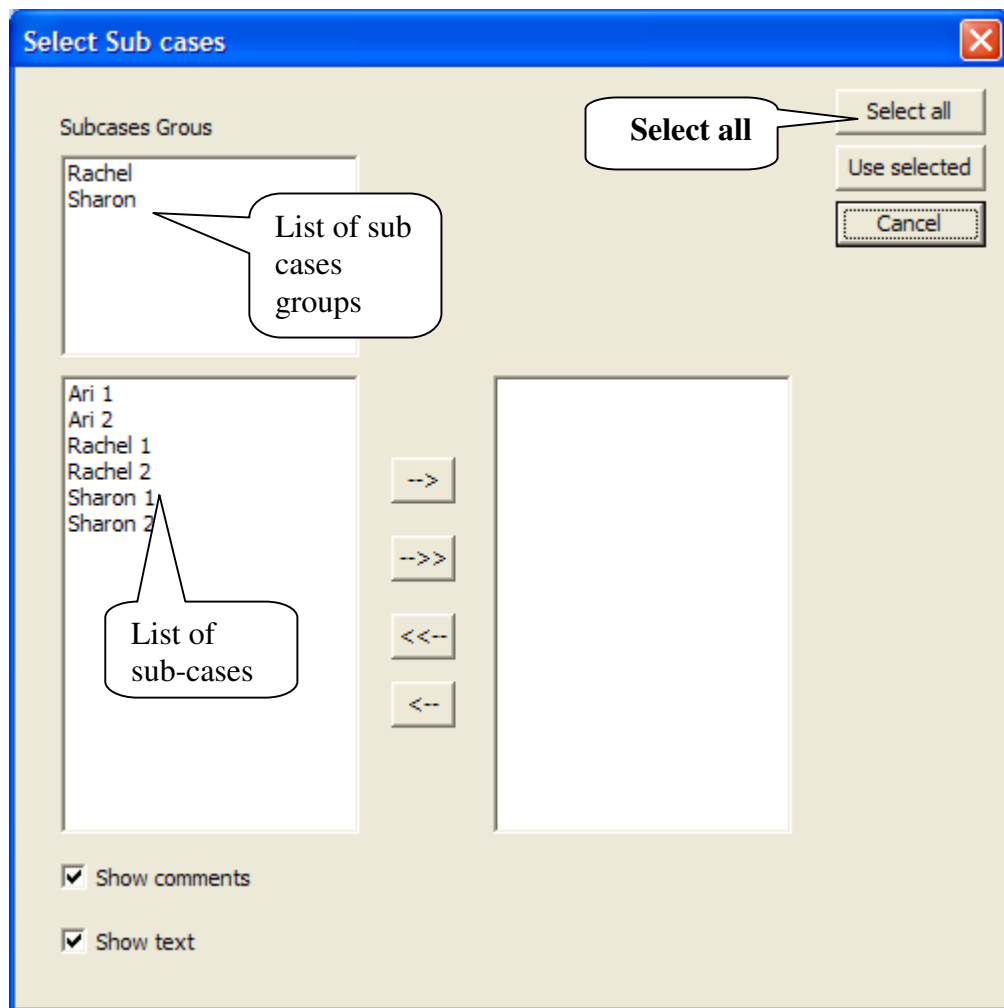 Select Sub cases
Subcases Grous
Select all
Select all
Use selected
Cancel
Rachel
Sharon
List of sub
cases
groups
Ari 1
Ari 2
Rachel 1
Rachel 2
Sharon 1
Sharon 2
List of
sub-cases
-->
-->>
<<--
<--
Show comments
Show text